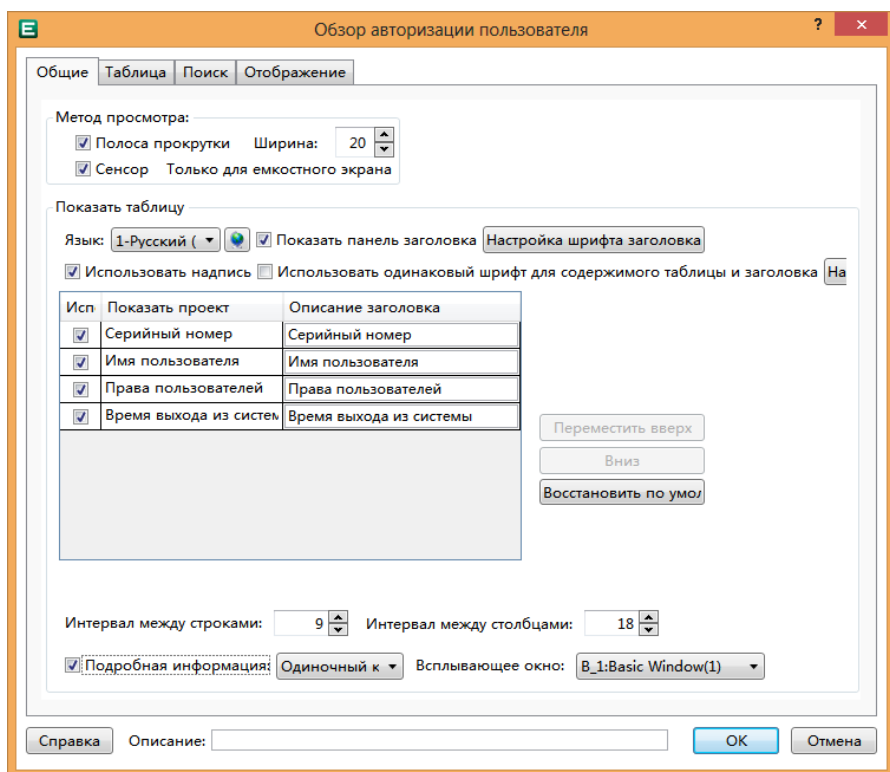 E Обзор авторизации пользователя ? ×
Общие Таблица Поиск Отображение
Метод просмотра:
Полоса прокрутки Ширина: 20
Сенсор Только для емкостного экрана
Показать таблицу
Язык: 1-Русский ( Показать панель заголовка Настройка шрифта заголовка
Использовать надпись Использовать одинаковый шрифт для содержимого таблицы и заголовка На
Исп Показать проект Описание заголовка
Серийный номер Серийный номер
Имя пользователя Имя пользователя
Права пользователей Права пользователей
Время выхода из систем Время выхода из системы
Переместить вверх
Вниз
Восстановить по умол
Интервал между строками: 9 Интервал между столбцами: 18
Подробная информация: Одиночный к Всплывающее окно: B_1:Basic Window(1)
Справка Описание: OK Отмена